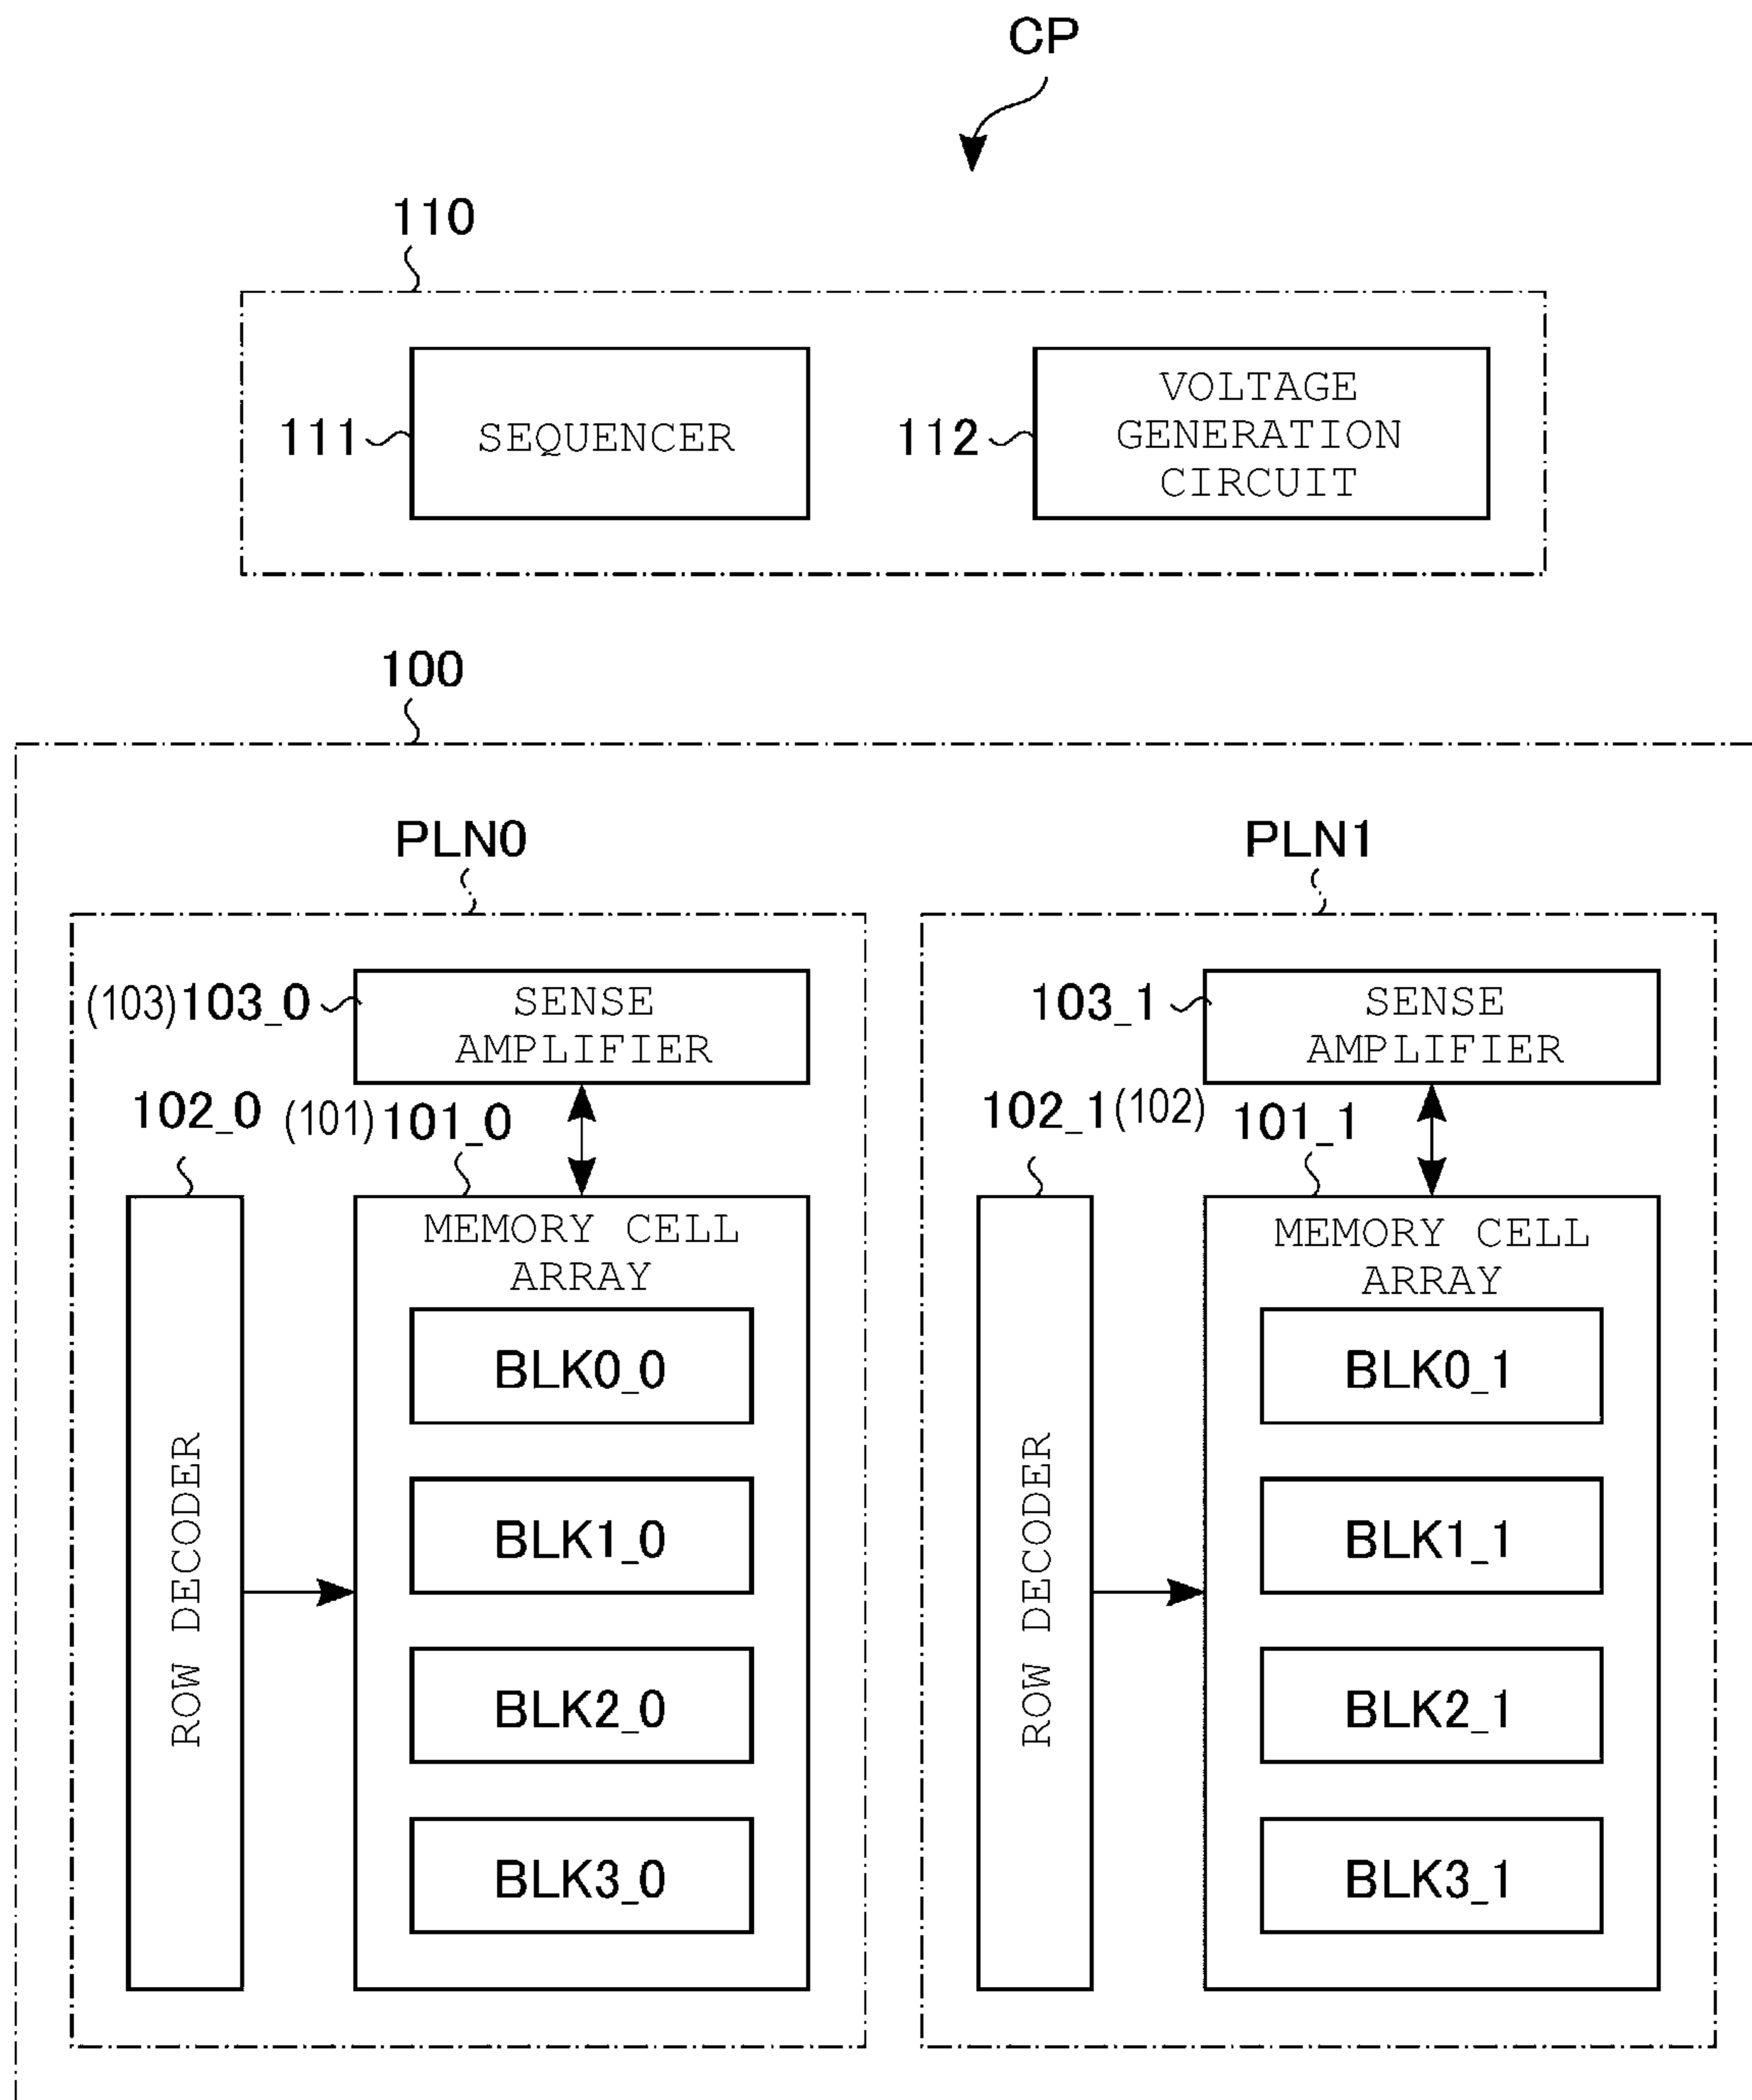 CP
110
111
SEQUENCER
112
VOLTAGE
GENERATION
CIRCUIT
100
PLN0
PLN1
(103)103_0
SENSE
AMPLIFIER
103_1
SENSE
AMPLIFIER
102_0
(101)101_0
102_1(102)
101_1
ROW DECODER
MEMORY CELL
ARRAY
BLK0_0
BLK1_0
BLK2_0
BLK3_0
ROW DECODER
MEMORY CELL
ARRAY
BLK0_1
BLK1_1
BLK2_1
BLK3_1